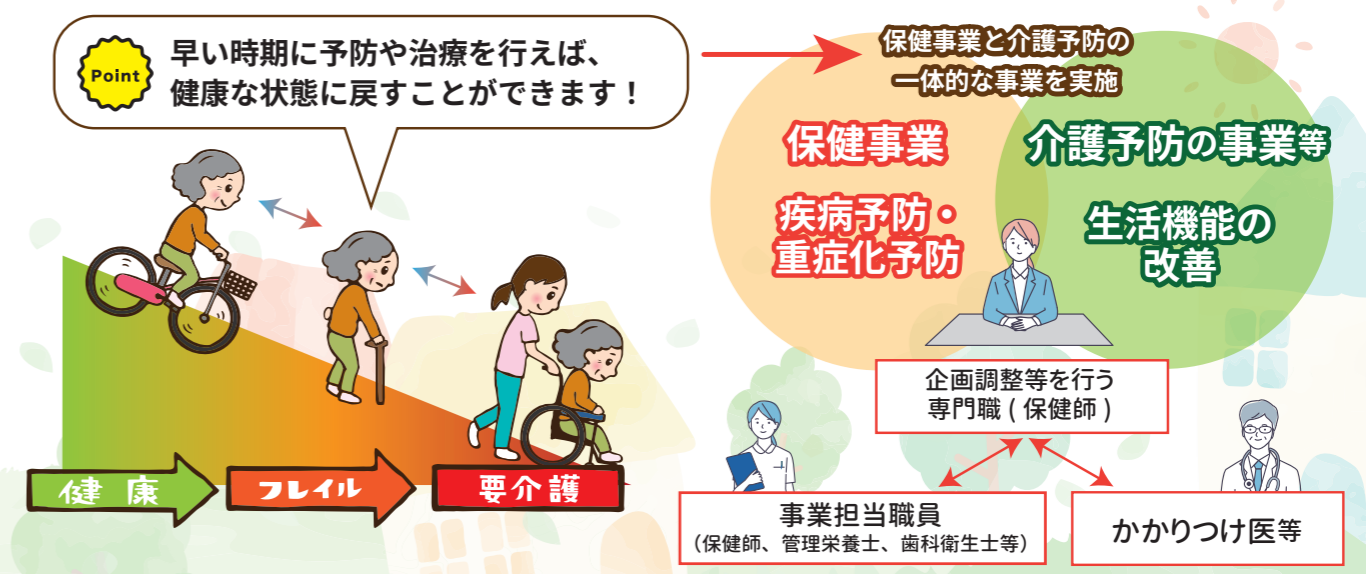 Point
早い時期に予防や治療を行えば、
健康な状態に戻すことができます！
健康
フレイル
要介護
保健事業と介護予防の
一体的な事業を実施
保健事業
疾病予防・
重症化予防
介護予防の事業等
生活機能の
改善
企画調整等を行う
専門職(保健師)
事業担当職員
（保健師、管理栄養士、歯科衛生士等）
かかりつけ医等